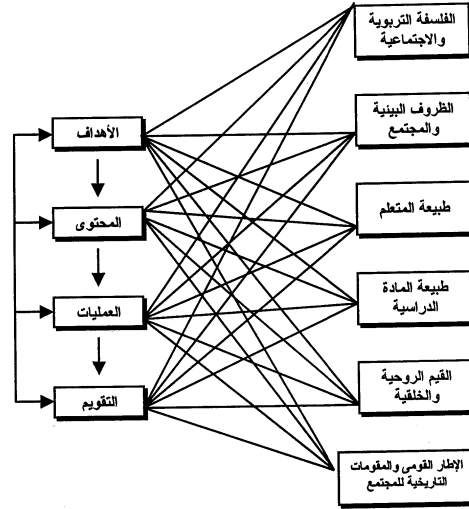 الفلسفة التربوية
والاجتماعية
الظروف البيئية
والمجتمع
طبيعة المتعلم
طبيعة المادة
الدراسية
القيم الروحية
والخلقية
الإطار القومى والمقومات
التاريخية للمجتمع
الأهداف
المحتوى
العمليات
التقويم